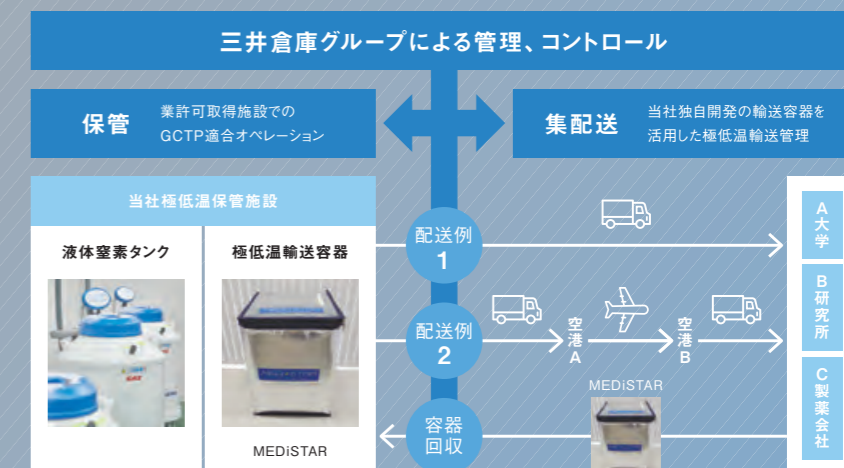 三井倉庫グループによる管理、コントロール
保管
業許可取得施設での
GCTP適合オペレーション
集配送
当社独自開発の輸送容器を
活用した極低温輸送管理
当社極低温保管施設
液体窒素タンク
極低温輸送容器
MEDiSTAR
配送例
1
配送例
2
空港A
空港B
容器
回収
MEDiSTAR
A大学
B研究所
C製薬会社